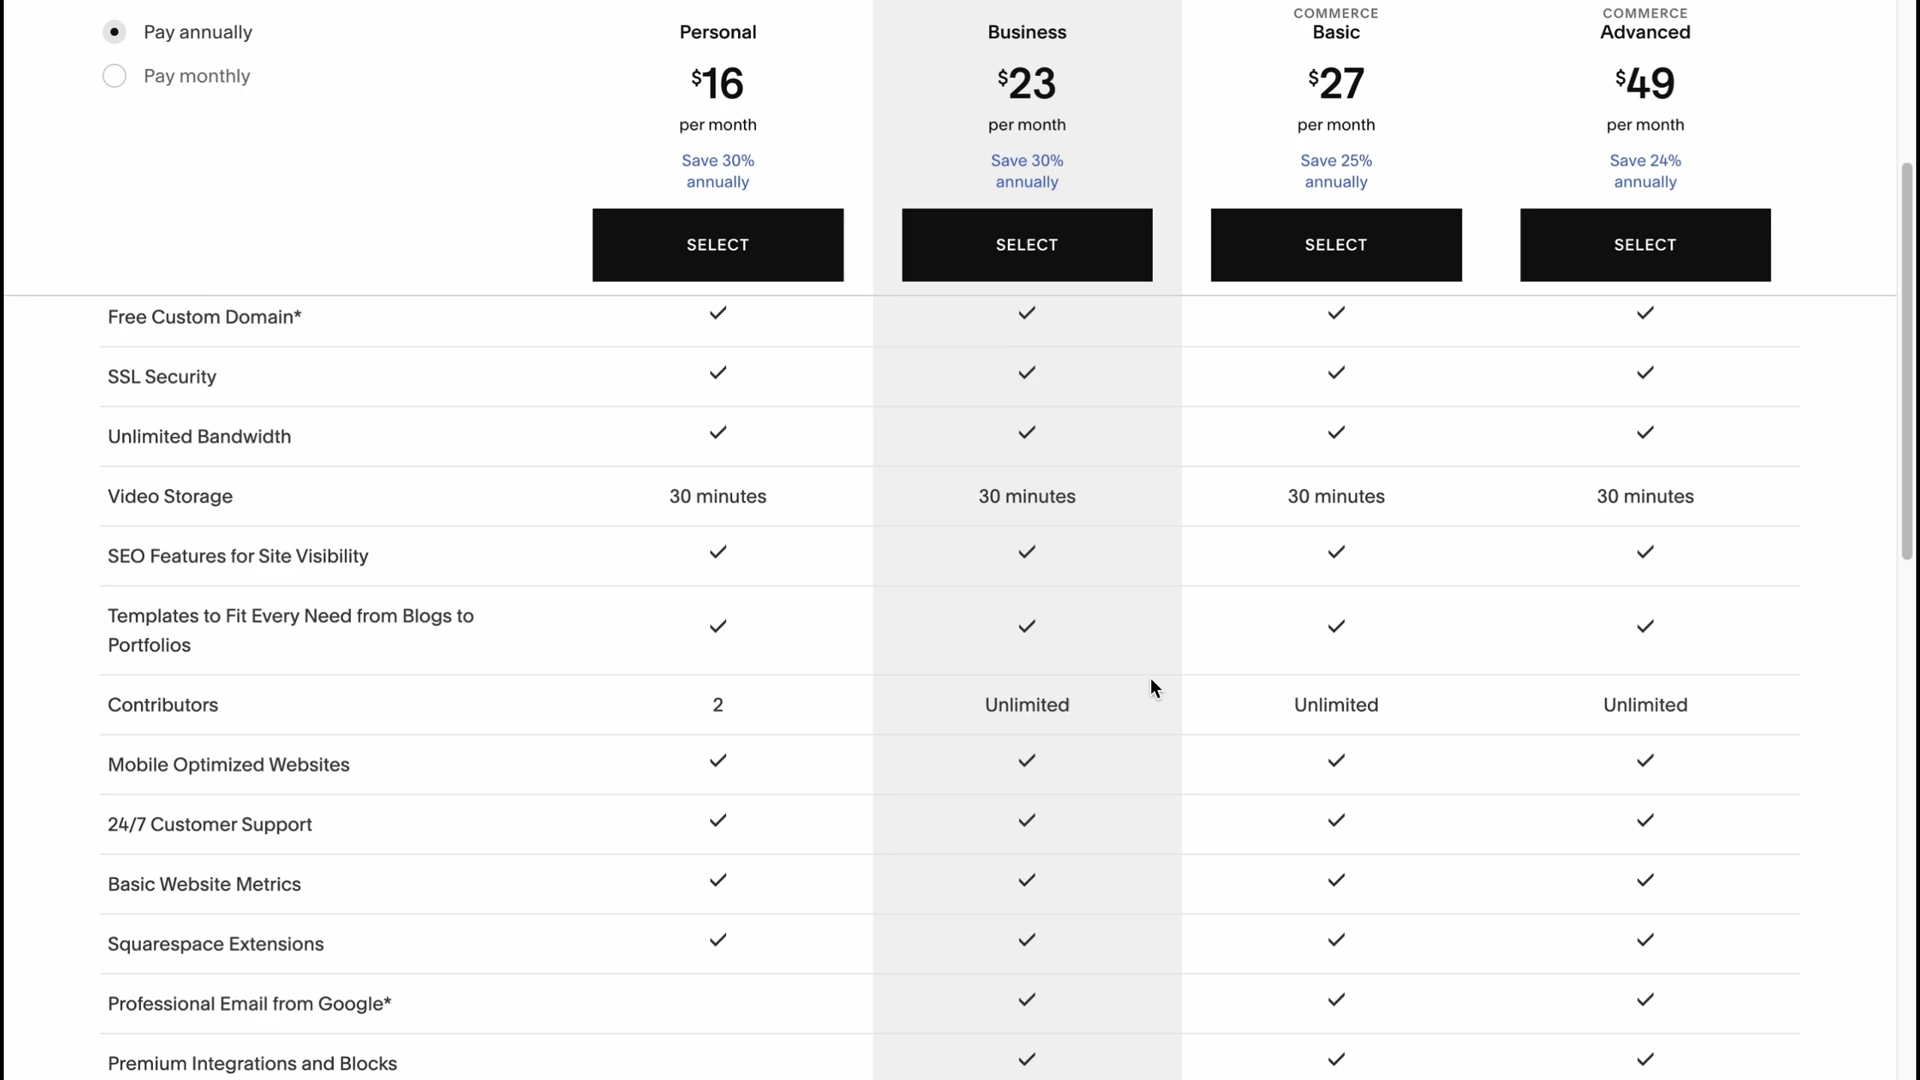 Pay annually
Pay monthly
Personal
$16
per month
Save 30%
annually
SELECT
Business
$23
per month
Save 30%
annually
SELECT
COMMERCE
Basic
$27
per month
Save 25%
annually
SELECT
COMMERCE
Advanced
$49
per month
Save 24%
annually
SELECT
Free Custom Domain*
SSL Security
Unlimited Bandwidth
Video Storage 30 minutes 30 minutes 30 minutes 30 minutes
SEO Features for Site Visibility
Templates to Fit Every Need from Blogs to
Portfolios
Contributors 2 Unlimited Unlimited Unlimited
Mobile Optimized Websites
24/7 Customer Support
Basic Website Metrics
Squarespace Extensions
Professional Email from Google*
Premium Integrations and Blocks